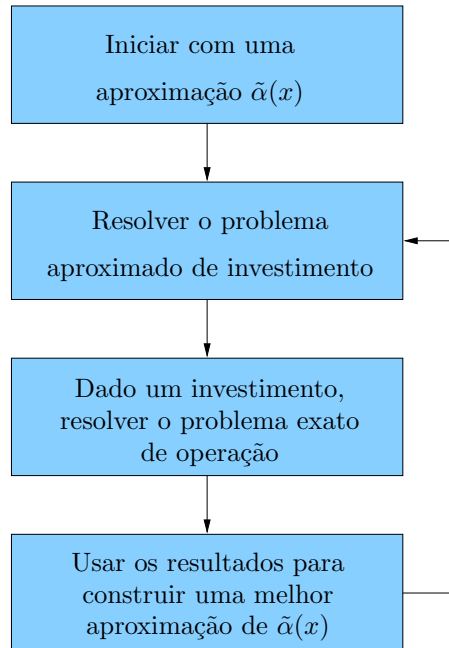 Iniciar com uma
aproximação α̃(x)
Resolver o problema
aproximado de investimento
Dado um investimento,
resolver o problema exato
de operação
Usar os resultados para
construir uma melhor
aproximação de α̃(x)